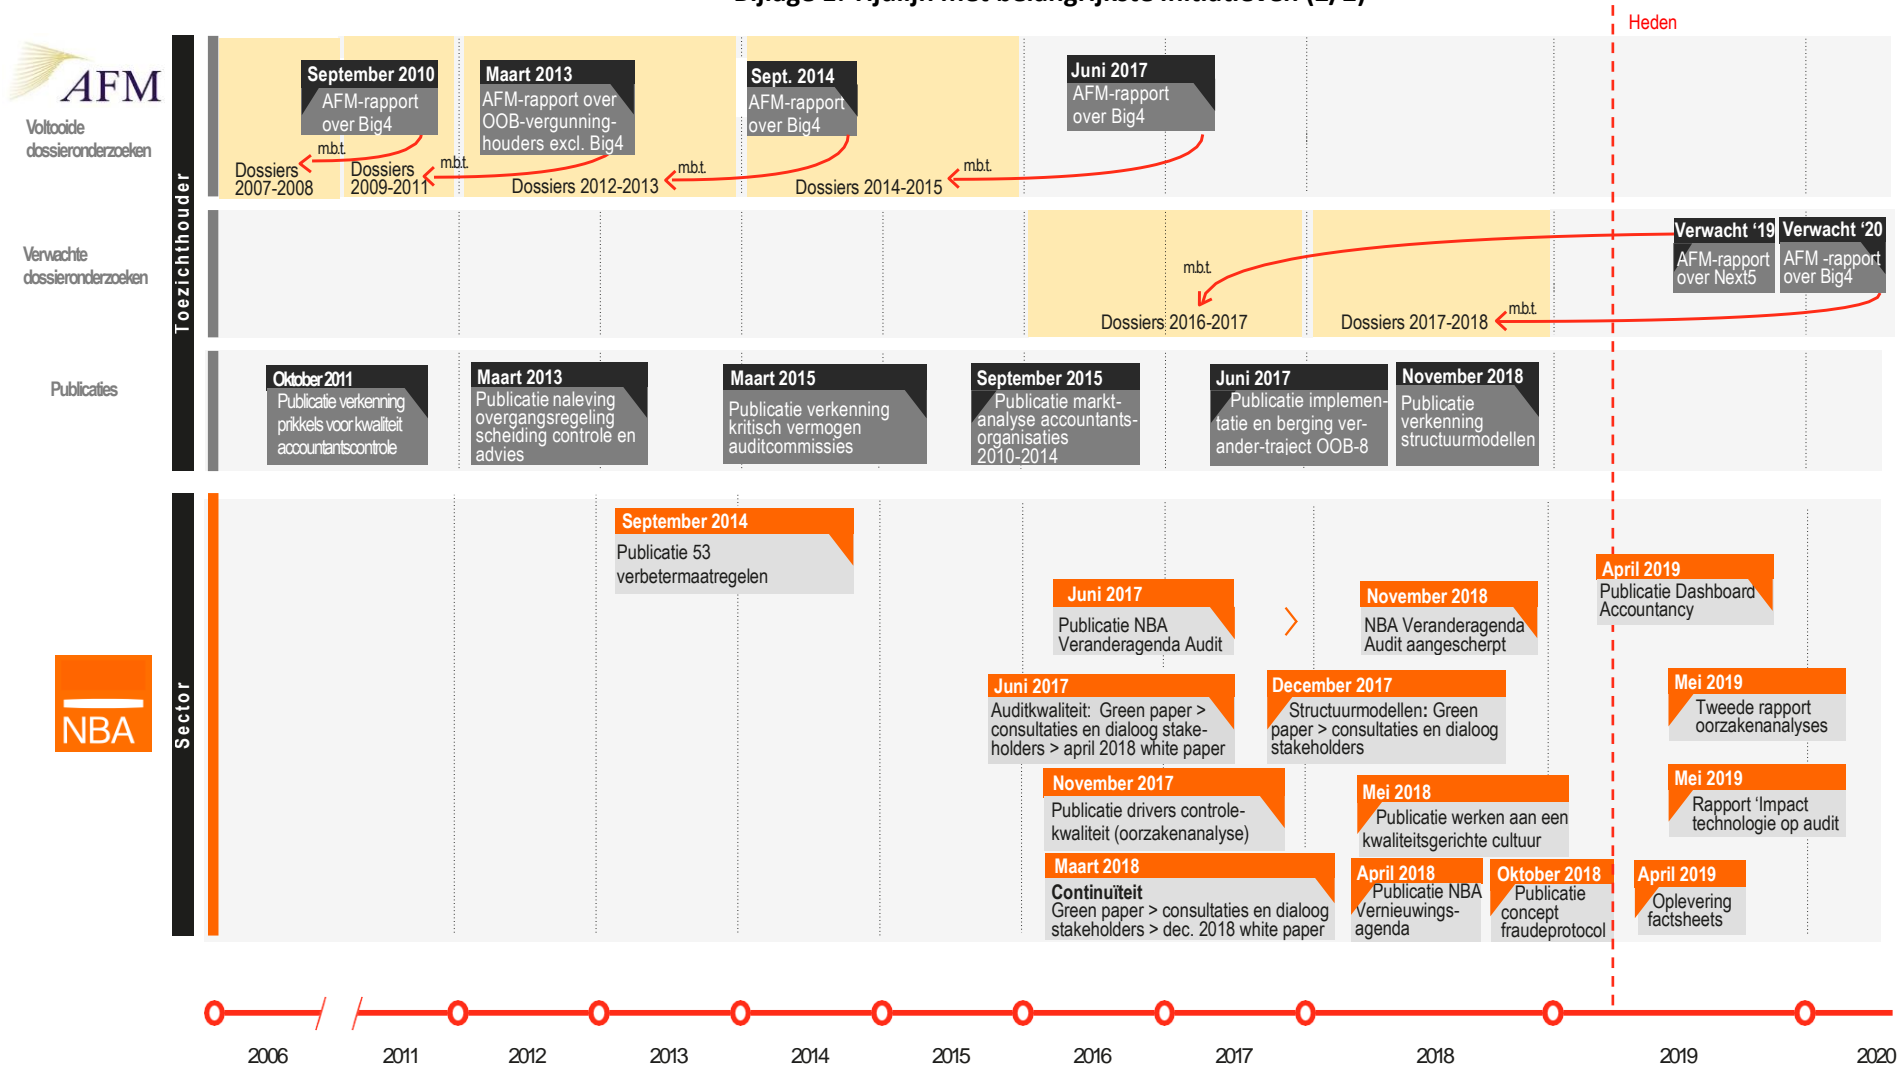 Heden
AFM
Voltooide
dossieronderzoeken
Toezichthouder
September 2010
AFM-rapport
over Big4
m.b.t.
Dossiers
2007-2008
Maart 2013
AFM-rapport over
OOB-vergunning-
houders excl. Big4
m.b.t.
Dossiers
2009-2011
Sept. 2014
AFM-rapport
over Big4
m.b.t.
Dossiers 2012-2013
Juni 2017
AFM-rapport
over Big4
m.b.t.
Dossiers 2014-2015
Verwachte
dossieronderzoeken
Verwacht ‘19
AFM-rapport
over Next5
m.b.t.
Dossiers 2016-2017
Verwacht ‘20
AFM -rapport
over Big4
m.b.t.
Dossiers 2017-2018
Publicaties
Oktober 2011
Publicatie verkenning
prikkels voor kwaliteit
accountantscontrole
Maart 2013
Publicatie naleving
overgangsregeling
scheiding controle en
advies
Maart 2015
Publicatie verkenning
kritisch vermogen
auditcommissies
September 2015
Publicatie markt-
analyse accountants-
organisaties
2010-2014
Juni 2017
Publicatie implemen-
tatie en berging ver-
ander-traject OOB-8
November 2018
Publicatie
verkenning
structuurmodellen
NBA
Sector
September 2014
Publicatie 53
verbetermaatregelen
Juni 2017
Publicatie NBA
Veranderagenda Audit
November 2018
NBA Veranderagenda
Audit aangescherpt
April 2019
Publicatie Dashboard
Accountancy
Juni 2017
Auditkwaliteit: Green paper >
consultaties en dialoog stake-
holders > april 2018 white paper
December 2017
Structuurmodellen: Green
paper > consultaties en dialoog
stakeholders
Mei 2019
Tweede rapport
oorzakenanalyses
November 2017
Publicatie drivers controle-
kwaliteit (oorzakenanalyse)
Mei 2018
Publicatie werken aan een
kwaliteitsgerichte cultuur
Mei 2019
Rapport ‘Impact
technologie op audit
Maart 2018
Continuïteit
Green paper > consultaties en dialoog
stakeholders > dec. 2018 white paper
April 2018
Publicatie NBA
Vernieuwings-
agenda
Oktober 2018
Publicatie
concept
fraudeprotocol
April 2019
Oplevering
factsheets
2006
2011
2012
2013
2014
2015
2016
2017
2018
2019
2020